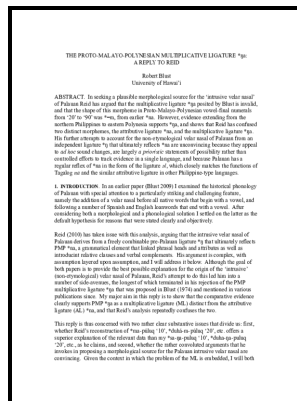 THE PROTO-MALAYO-POLYNESIAN MULTIPLICATIVE LIGATURE *ŋa:
A REPLY TO REID
Robert Blust
University of Hawai'i
ABSTRACT. In seeking a plausible morphological source for the 'intrusive velar nasal'
of Palauan Reid has argued that the multiplicative ligature *ŋa posited by Blust is invalid,
and that the shape of this morpheme in Proto-Malayo-Polynesian vowel-final numerals
from '20' to '90' was from earlier *na. However, evidence extending from the
northern Philippines to eastern Polynesia supports *ŋa, and shows that Reid has confused
two distinct morphemes, the attributive ligature *na, and the multiplicative ligature *ŋa.
His further attempts to account for the non-etymological velar nasal of Palauan from an
independent ligature *ŋ that ultimately reflects *na are unconvincing because they appeal
to ad hoc sound changes, are largely a priori statements of possibility rather than
controlled efforts to track evidence in a single language, and because Palauan has a
regular reflex of *na in the form of the ligature which closely matches the functions of
Tagalog na and the similar attributive ligature in other Philippine-type languages.
1. INTRODUCTION. In an earlier paper (Blust 2009) I examined the historical phonology
of Palauan with special attention to a particularly striking and challenging feature,
namely the addition of a velar nasal before all native words that begin with a vowel, and
following a number of Spanish and English loanwords that end with a vowel. After
considering both a morphological and a phonological solution I settled on the latter as the
default hypothesis for reasons that were stated clearly and objectively.
Reid (2010) has taken issue with this analysis, arguing that the intrusive velar nasal of
Palauan derives from a freely combinable pre-Palauan ligature *ŋ that ultimately reflects
PMP *na, a grammatical element that linked phrasal heads and attributes as well as
introducing relative clauses and verbal complements. His argument is complex, with
assumption layered upon assumption, and I will address it below. Although the goal of
both papers is to provide the best possible explanation for the origin of the 'intrusive'
(non-etymological) velar nasal of Palauan, Reid's attempt to do this led him into a
number of side-avenues, the longest of which terminated in his rejection of the PMP
multiplicative ligature *ŋa that was proposed in Blust (1974) and mentioned in various
publications since. My major aim in this reply is to show that the comparative evidence
clearly supports PMP *ŋa as a multiplicative ligature (ML) distinct from the attributive
ligature (AL) *na, and that Reid's analysis repeatedly confuses the two.
This reply is thus concerned with two rather clear substantive issues that divide us: first,
whether Reid's reconstruction of '10', '20', etc. offers a
superior explanation of the relevant data than my '10',
'20', etc., as he claims, and second, whether the rather convoluted arguments that he
invokes in proposing a morphological source for the Palauan intrusive velar nasal are
convincing. Given the context in which the problem of the ML is embedded, I will both